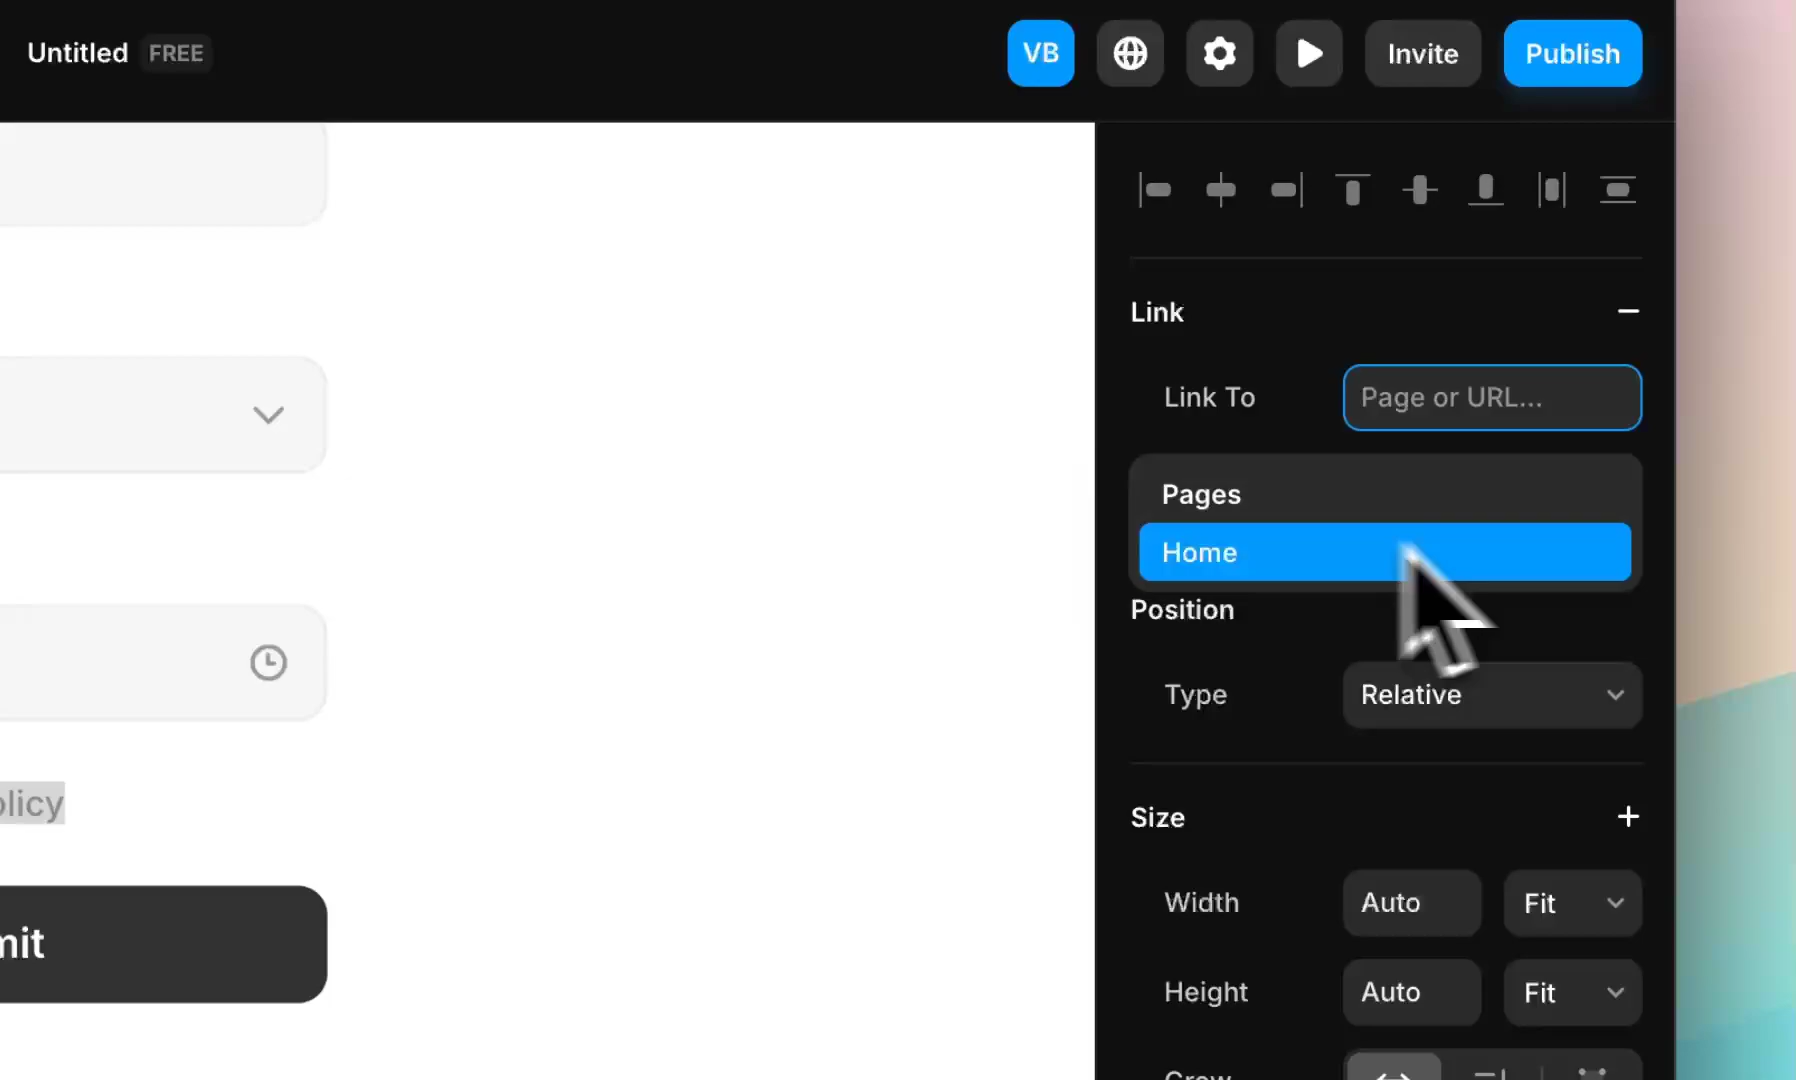 Untitled FREE VB Invite Publish
Link
Link To Page or URL...
Pages
Home
Position
Type Relative
olicy
Size
Width Auto Fit
mit
Height Auto Fit